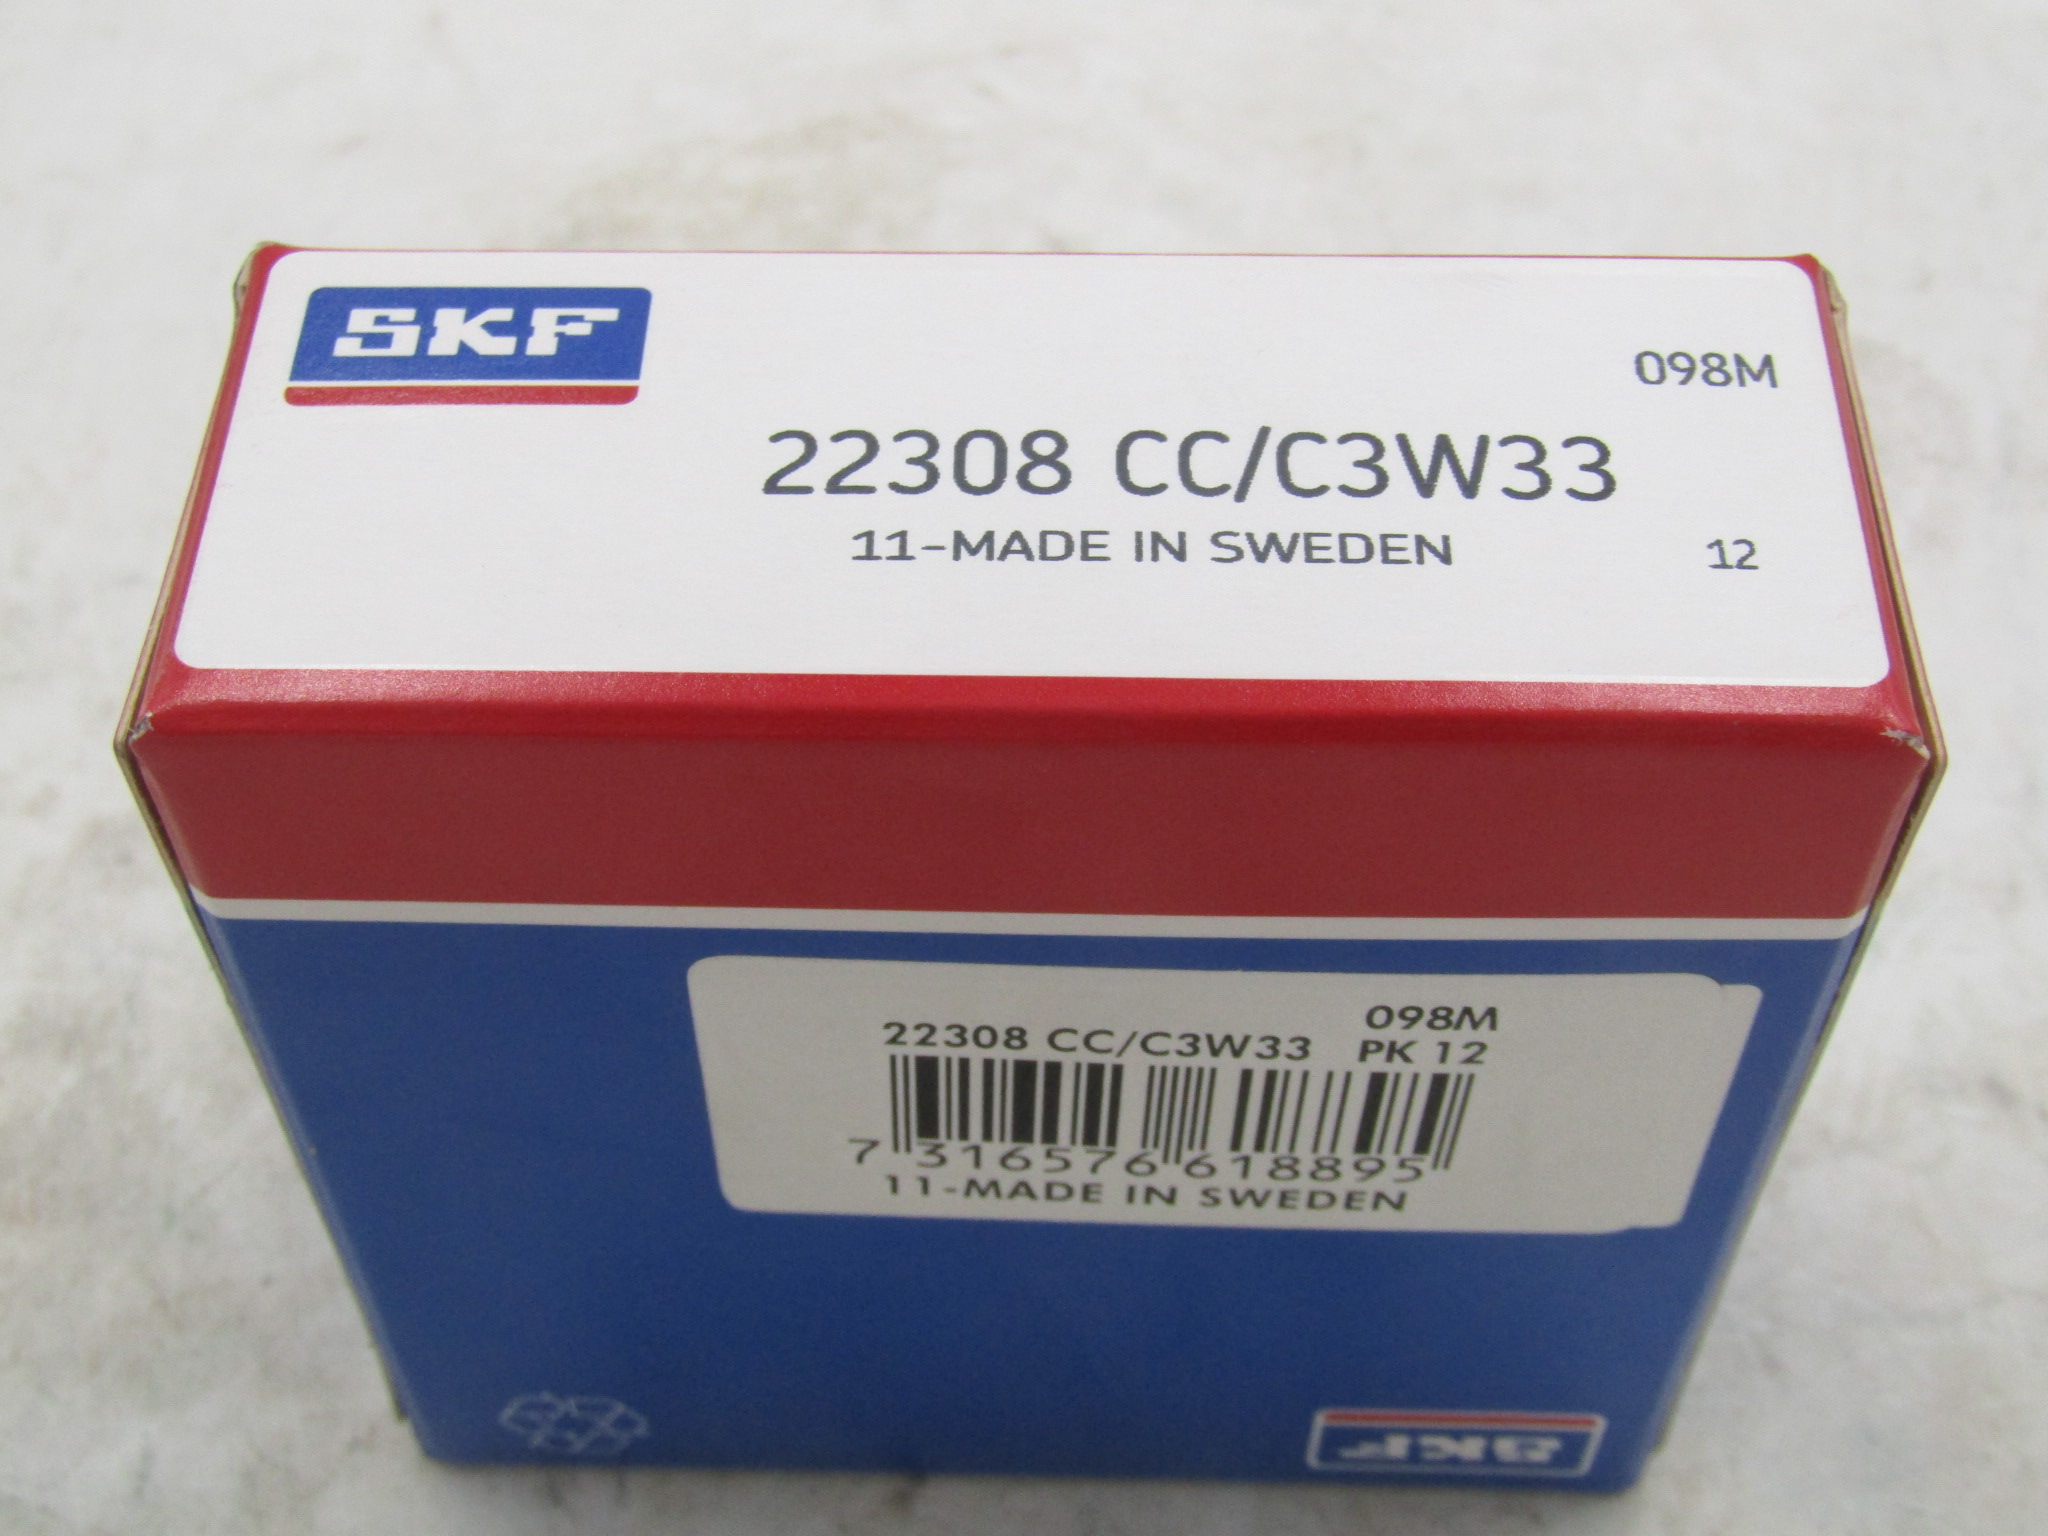 SKF
098M
22308 CC/C3W33
11-MADE IN SWEDEN 12
098M
22308 CC/C3W33 PK 12
7 316576 618895
11-MADE IN SWEDEN
SKF